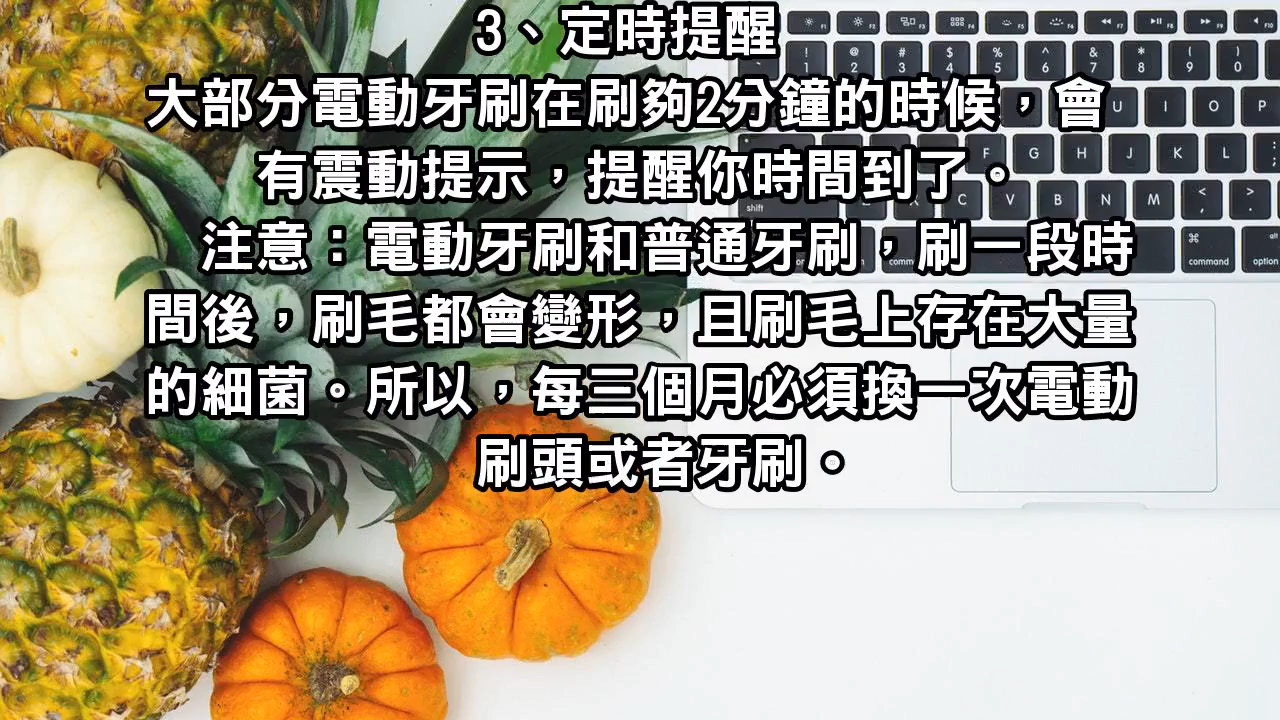 3、定時提醒
大部分電動牙刷在刷夠2分鐘的時候，會
有震動提示，提醒你時間到了。
注意：電動牙刷和普通牙刷，刷一段時
間後，刷毛都會變形，且刷毛上存在大量
的細菌。所以，每三個月必須換一次電動
刷頭或者牙刷。